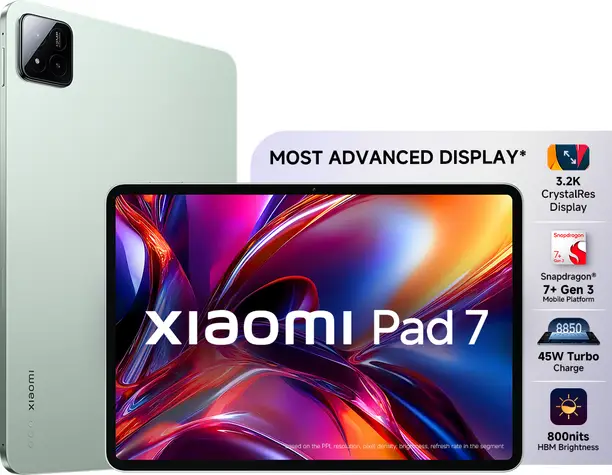 MOST ADVANCED DISPLAY*
3.2K
CrystalRes
Display
Snapdragon
7+
Gen 3
Snapdragon®
7+ Gen 3
Mobile Platform
8850
45W Turbo
Charge
800nits
HBM Brightness
xiaomi Pad 7
Based on the PPI, resolution, pixel density, brightness, refresh rate in the segment
xiaomi